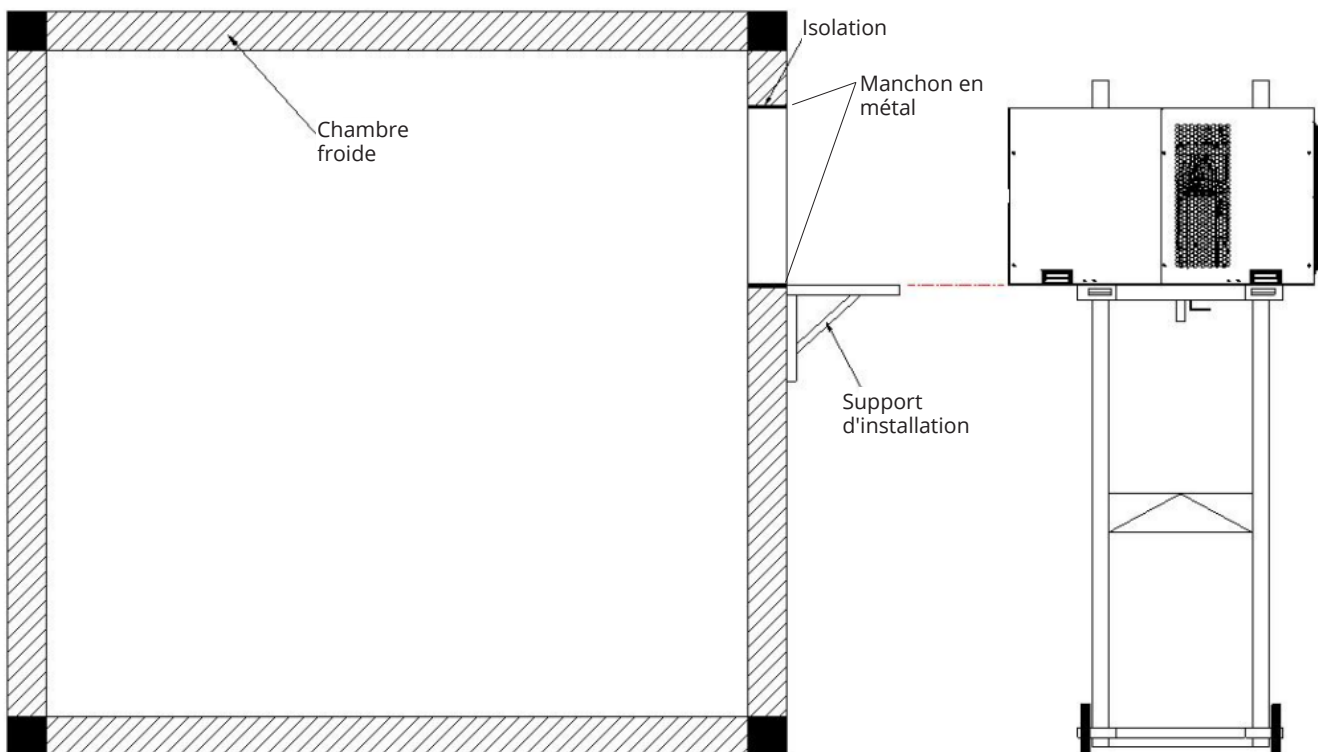 Isolation
Manchon en
métal
Chambre
froide
Support
d'installation